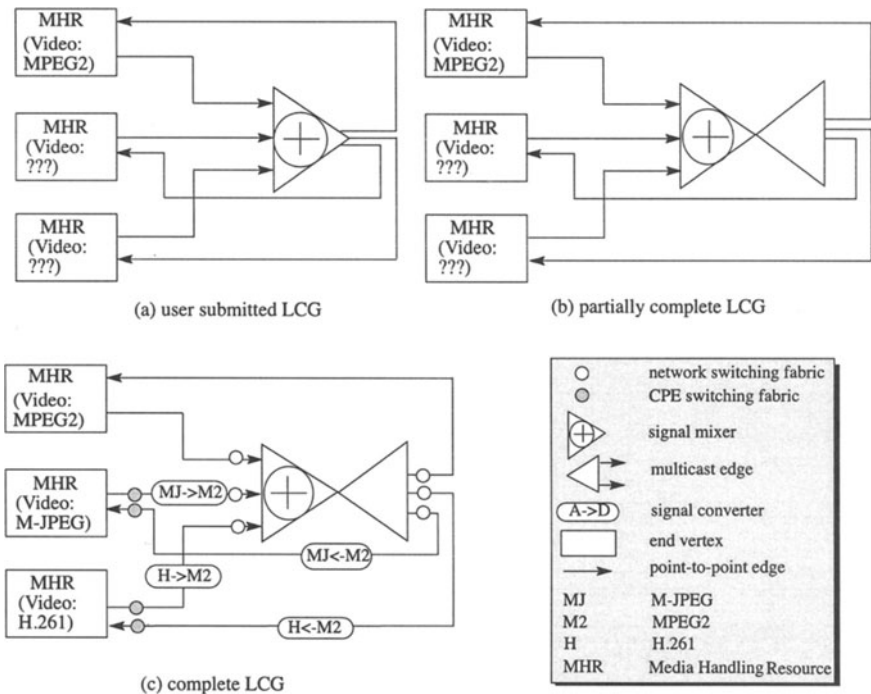 MHR
(Video:
MPEG2)
MHR
(Video:
???)
MHR
(Video:
???)
(a) user submitted LCG
MHR
(Video:
MPEG2)
MHR
(Video:
???)
MHR
(Video:
???)
(b) partially complete LCG
MHR
(Video:
MPEG2)
MHR
(Video:
M-JPEG)
MJ->M2
MJ<-M2
H->M2
MHR
(Video:
H.261)
H<-M2
(c) complete LCG
network switching fabric
CPE switching fabric
signal mixer
multicast edge
A->D signal converter
end vertex
point-to-point edge
MJ M-JPEG
M2 MPEG2
H H.261
MHR Media Handling Resource